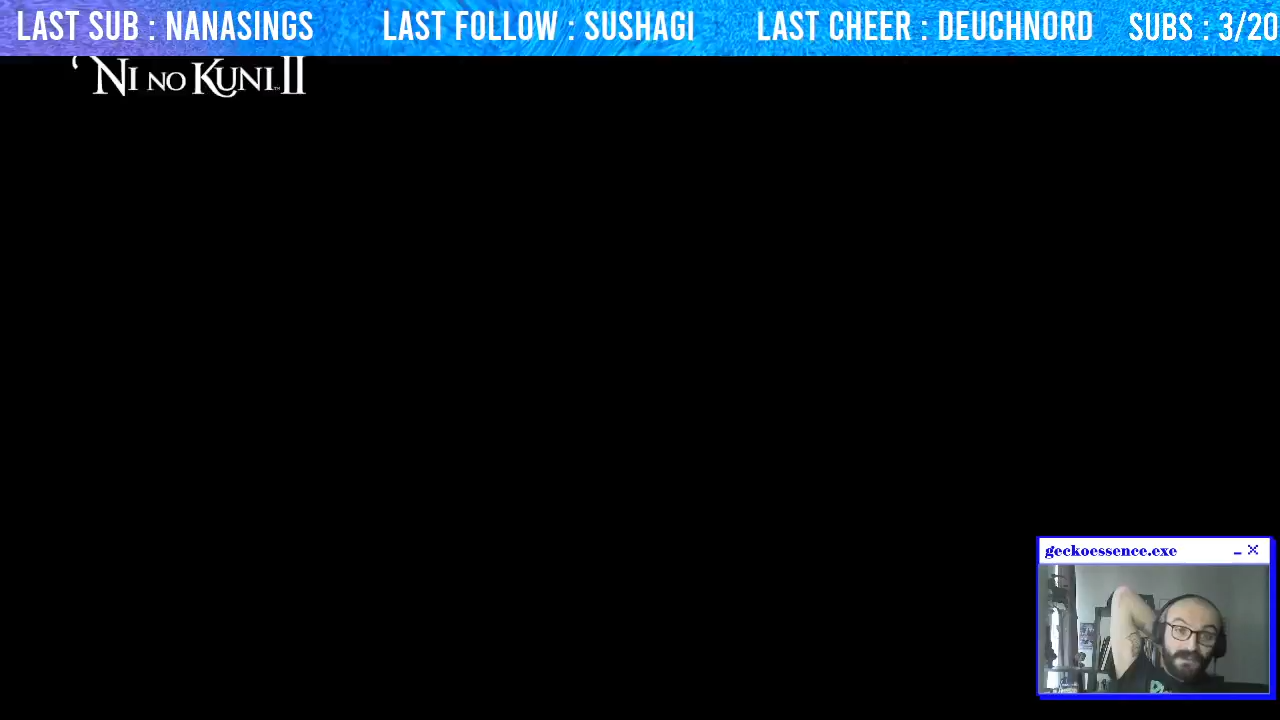 LAST SUB : NANASINGS LAST FOLLOW : SUSHAGI LAST CHEER : DEUCHNORD SUBS : 3/20
NI NO KUNI II
geckoessence.exe